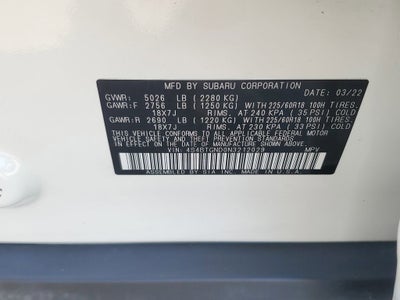 MFD. BY SUBARU CORPORATION DATE: 03/22
GVWR: 5026 LB (2280 KG)
GAWR:F 2756 LB (1250 KG) WITH 225/60R18 100H TIRES.
18X7J RIMS. AT 240 KPA ( 35 PSI) COLD
GAWR:R 2690 LB (1220 KG) WITH 225/60R18 100H TIRES.
18X7J RIMS. AT 230 KPA ( 33 PSI) COLD
THIS VEHICLE CONFORMS TO ALL APPLICABLE FEDERAL MOTOR
VEHICLE SAFETY, BUMPER, AND THEFT PREVENTION STANDARDS
IN EFFECT ON THE DATE OF MANUFACTURE SHOWN ABOVE.
VIN: 4S4BTGND0N3212029 MPV
ASSEMBLED BY SIA INC. MADE IN U.S.A.